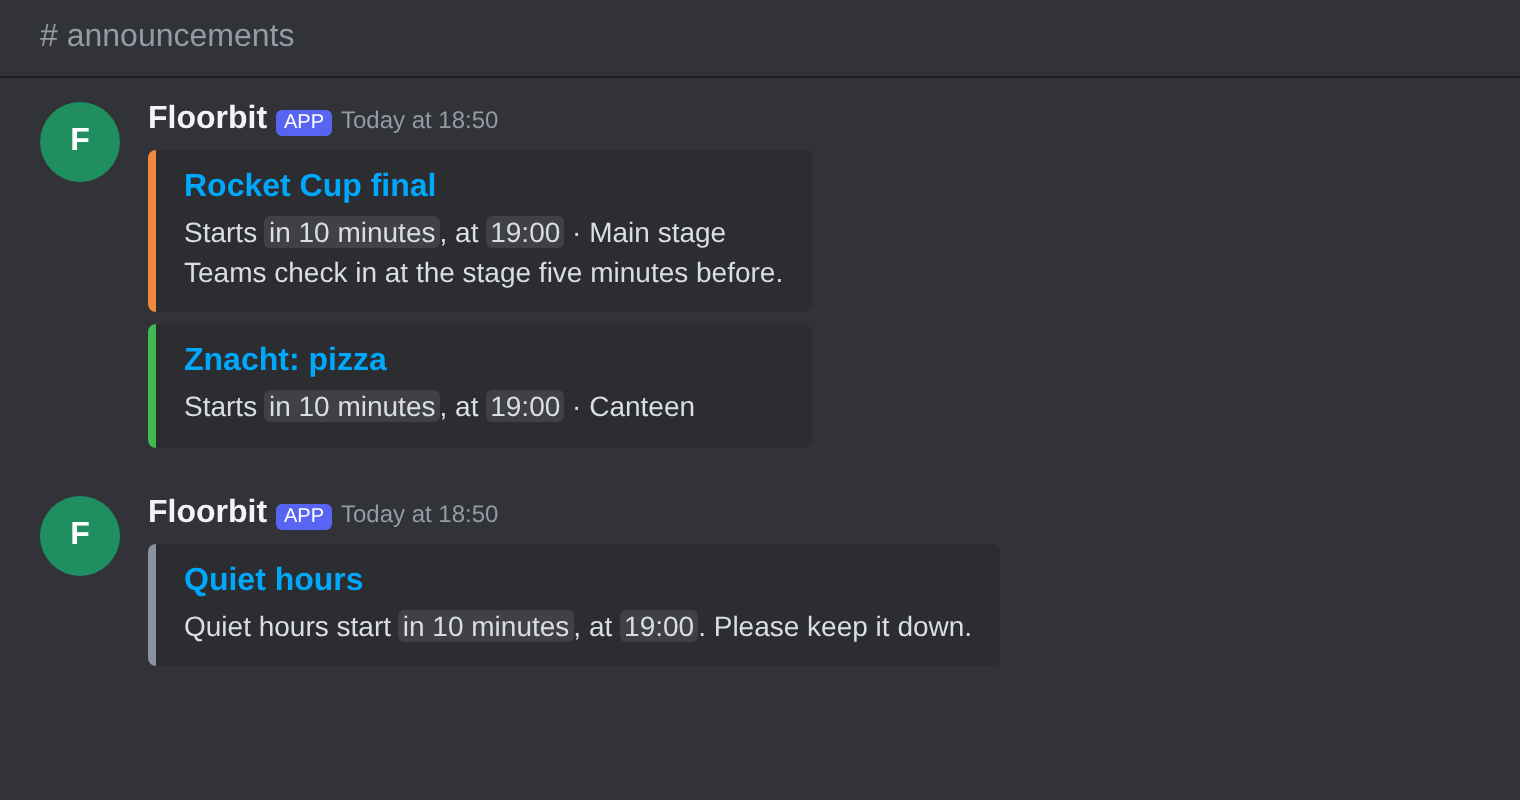 # announcements
F
Floorbit APP Today at 18:50
Rocket Cup final
Starts in 10 minutes, at 19:00 · Main stage
Teams check in at the stage five minutes before.
Znacht: pizza
Starts in 10 minutes, at 19:00 · Canteen
F
Floorbit APP Today at 18:50
Quiet hours
Quiet hours start in 10 minutes, at 19:00. Please keep it down.